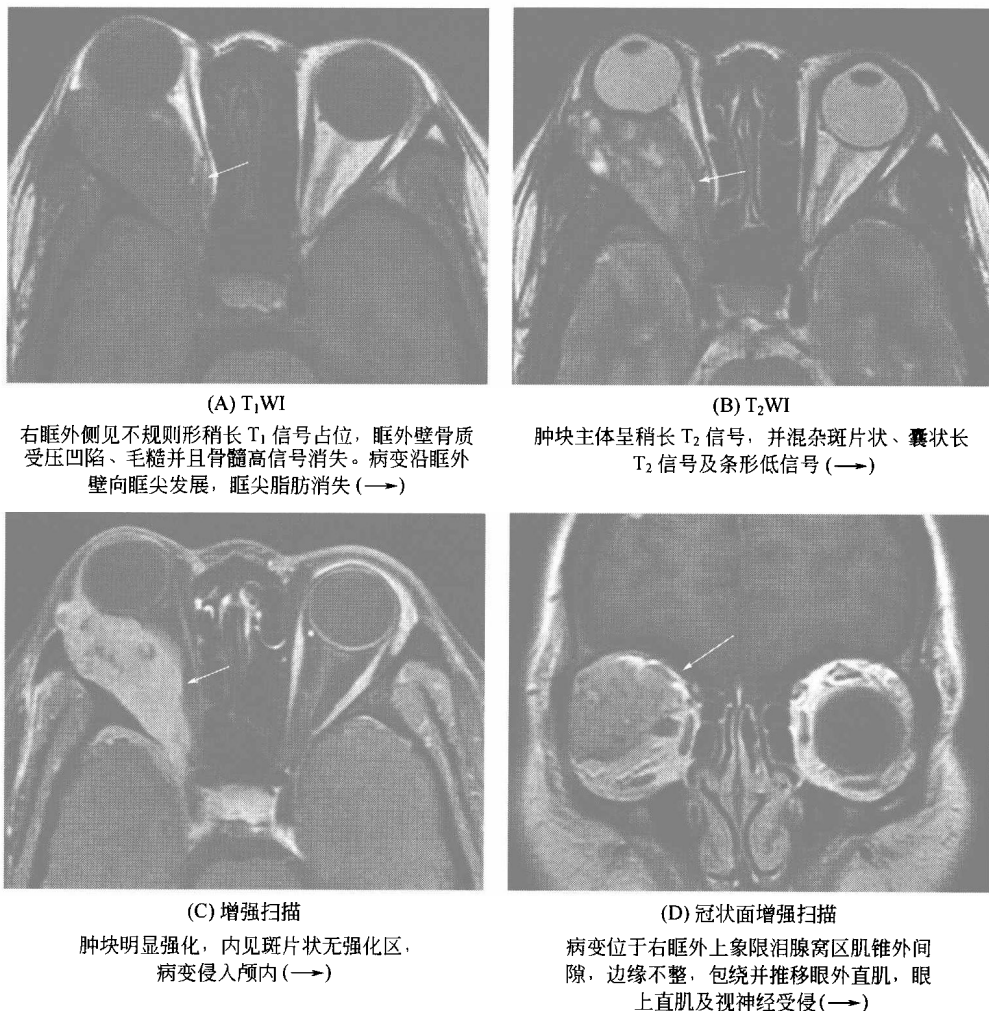 (A) T₁WI
右眶外侧见不规则形稍长 T₁ 信号占位，眶外壁骨质
受压凹陷、毛糙并且骨髓高信号消失。病变沿眶外
壁向眶尖发展，眶尖脂肪消失(→)
(B) T₂WI
肿块主体呈稍长 T₂ 信号，并混杂斑片状、囊状长
T₂ 信号及条形低信号(→)
(C) 增强扫描
肿块明显强化，内见斑片状无强化区，
病变侵入颅内(→)
(D) 冠状面增强扫描
病变位于右眶外上象限泪腺窝区肌锥外间
隙，边缘不整，包绕并推移眼外直肌，眼
上直肌及视神经受侵(→)